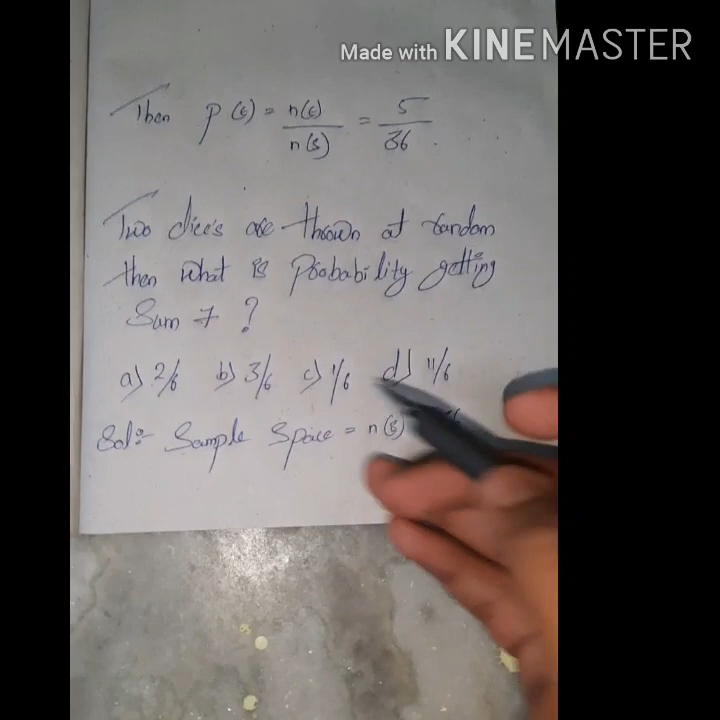 Made with KINEMASTER
Then P(E) = n(E)/n(S) = 5/36
Two dice's are thrown at random
then what is Probability getting
Sum 7 ?
a) 2/6 b) 3/6 c) 1/6 d) 11/6
Sol:- Sample Space = n(S)